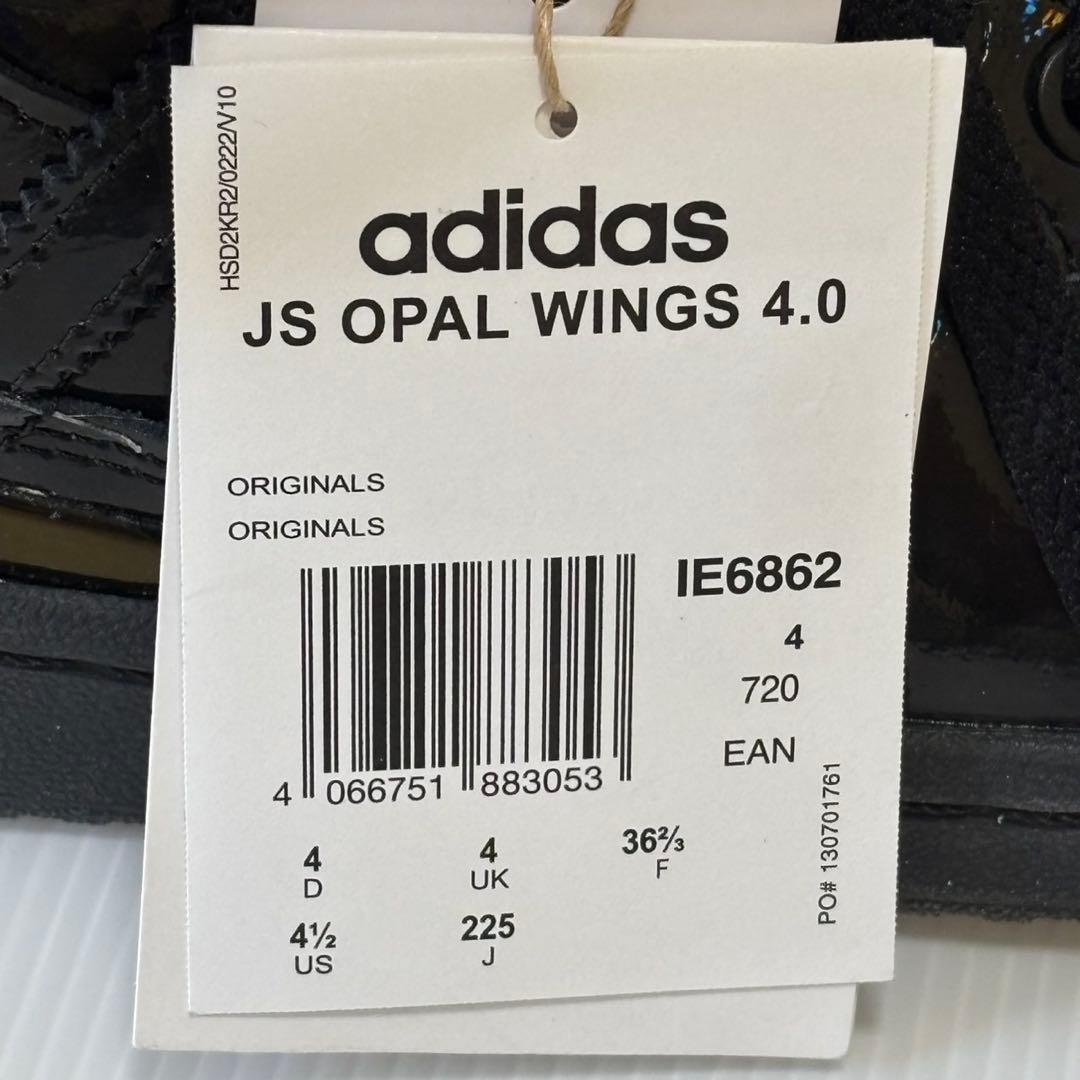 HSD2KR2/0222/V10
adidas
JS OPAL WINGS 4.0
ORIGINALS
ORIGINALS
IE6862
4
720
EAN
4 066751 883053
PO# 130701761
4 4 36⅔
D UK F
4½ 225
US J